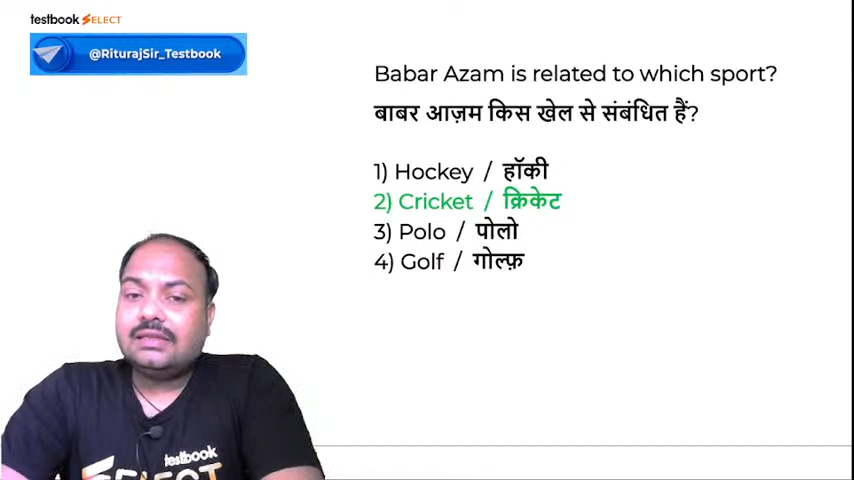 testbook SELECT
@RiturajSir_Testbook
Babar Azam is related to which sport?
बाबर आज़म किस खेल से संबंधित हैं?
1) Hockey / हॉकी
2) Cricket / क्रिकेट
3) Polo / पोलो
4) Golf / गोल्फ़
testbook
SELECT